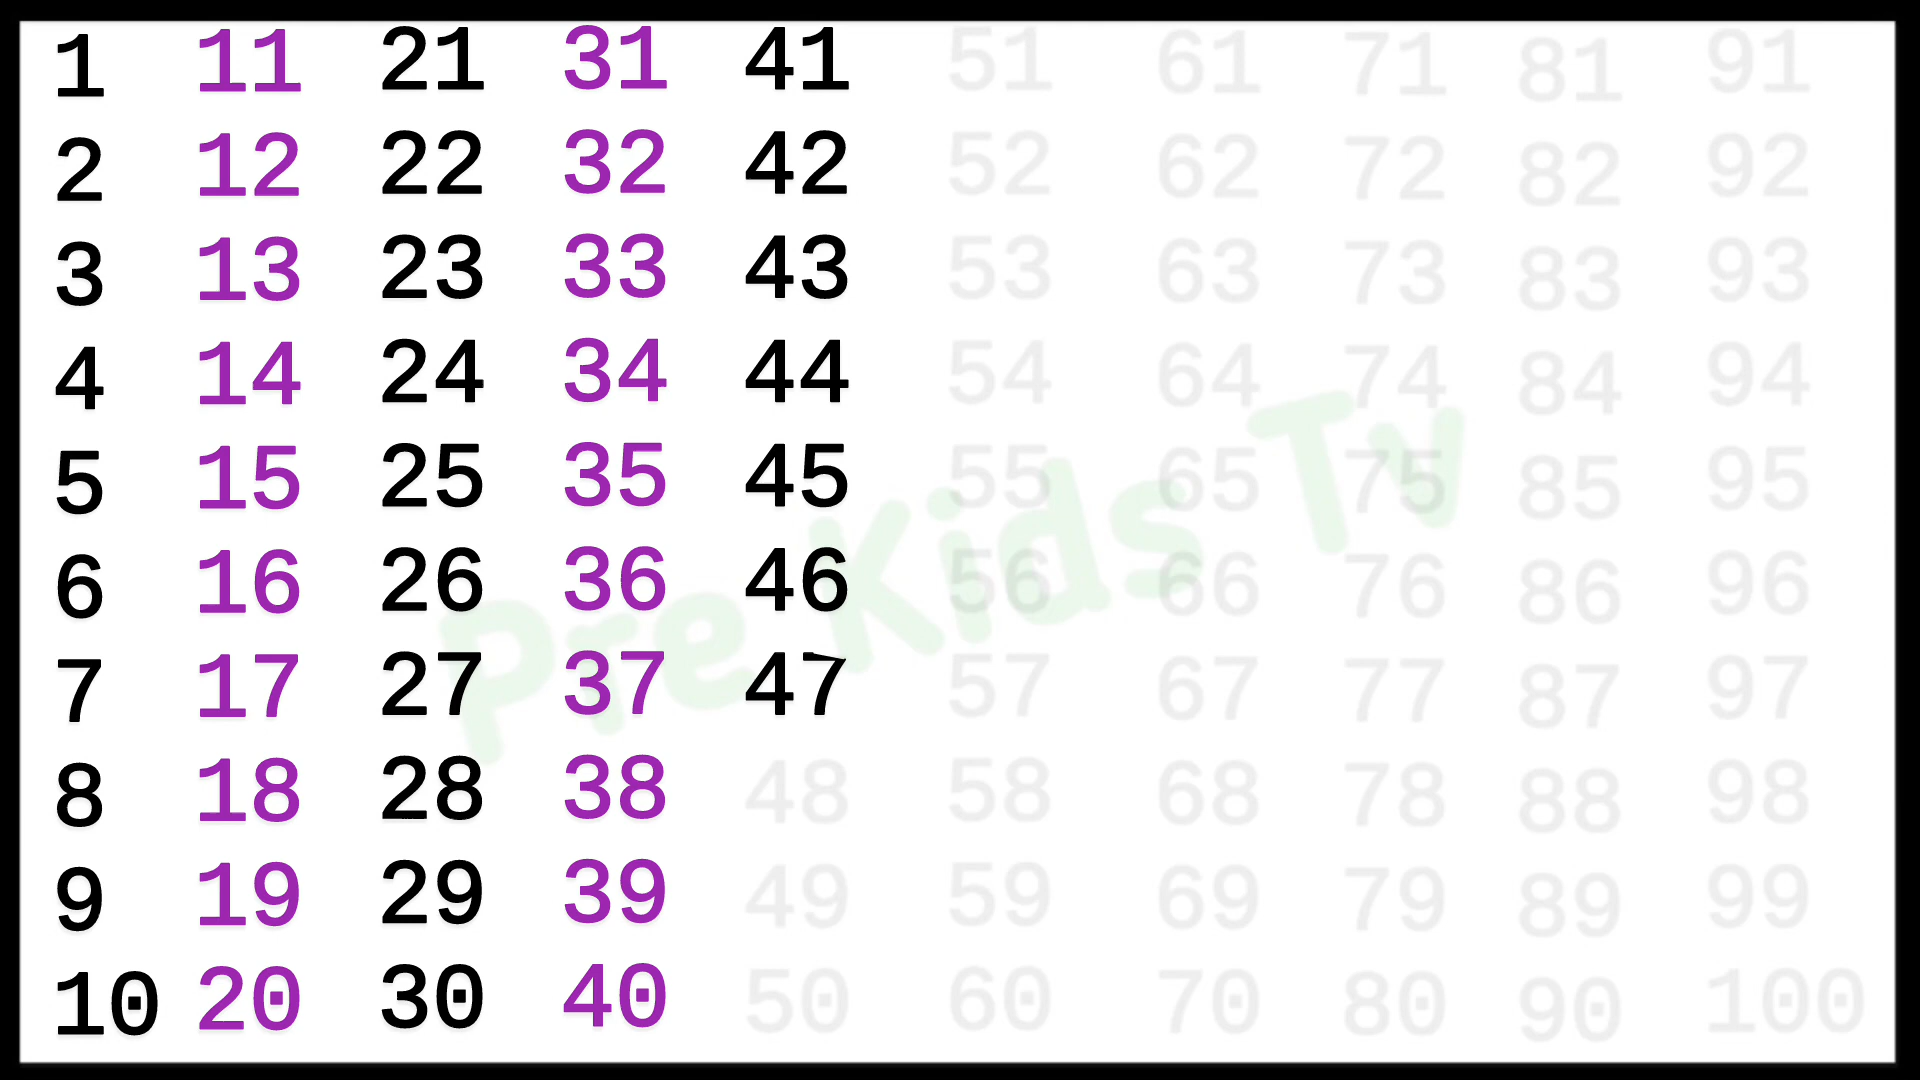 1 11 21 31 41 51 61 71 81 91
2 12 22 32 42 52 62 72 82 92
3 13 23 33 43 53 63 73 83 93
4 14 24 34 44 54 64 74 84 94
5 15 25 35 45 55 65 75 85 95
6 16 26 36 46 56 66 76 86 96
7 17 27 37 47 57 67 77 87 97
8 18 28 38 48 58 68 78 88 98
9 19 29 39 49 59 69 79 89 99
10 20 30 40 50 60 70 80 90 100
Pre Kids Tv